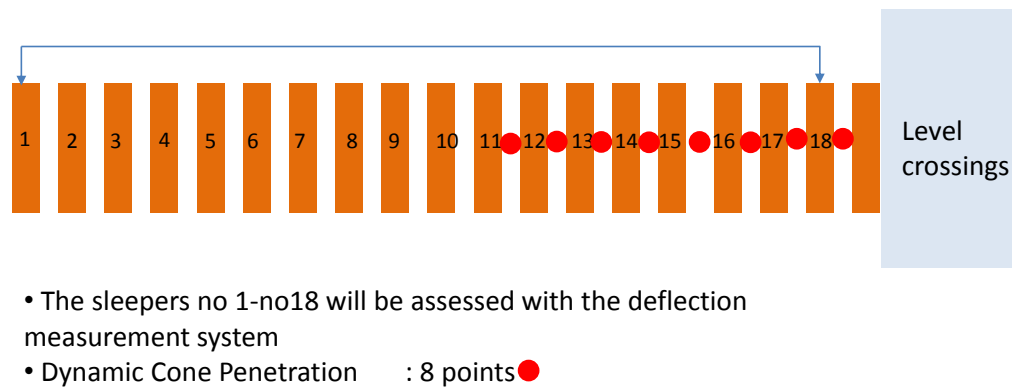 1 2 3 4 5 6 7 8 9 10 11 12 13 14 15 16 17 18
Level
crossings
• The sleepers no 1-no18 will be assessed with the deflection
measurement system
• Dynamic Cone Penetration : 8 points